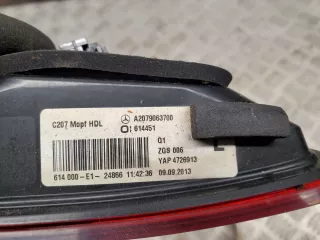 C207 Mopf HDL
A2079063700
614451
Q1
ZGS 006
YAP 4726913
614 000-E1- 24866 11:42:36 09.09.2013